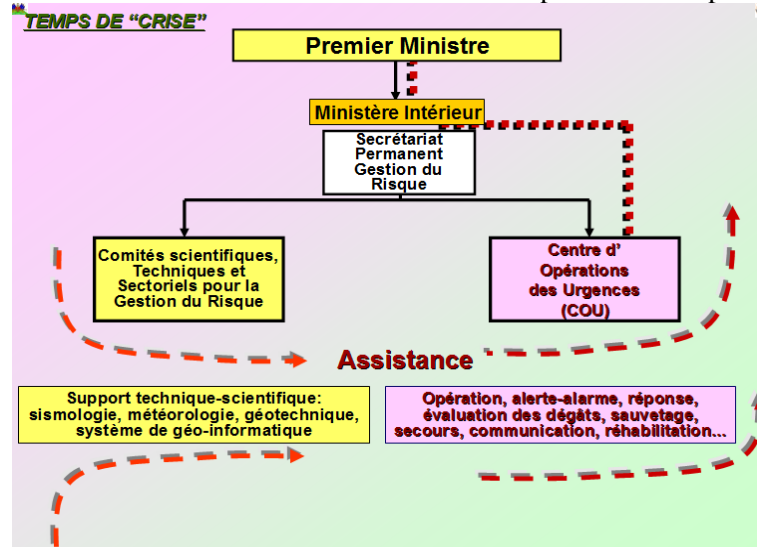 TEMPS DE “CRISE”
Premier Ministre
Ministère Intérieur
Secrétariat
Permanent
Gestion du
Risque
Comités scientifiques,
Techniques et
Sectoriels pour la
Gestion du Risque
Centre d’
Opérations
des Urgences
(COU)
Assistance
Support technique-scientifique:
sismologie, météorologie, géotechnique,
système de géo-informatique
Opération, alerte-alarme, réponse,
évaluation des dégâts, sauvetage,
secours, communication, réhabilitation...